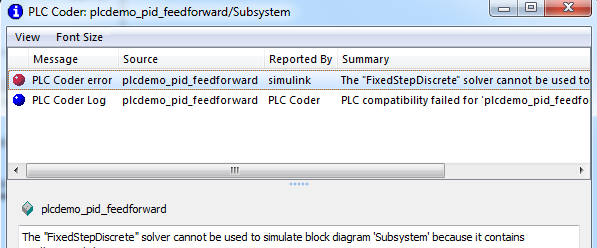 PLC Coder: plcdemo_pid_feedforward/Subsystem
View Font Size
Message Source Reported By Summary
PLC Coder error plcdemo_pid_feedforward simulink The "FixedStepDiscrete" solver cannot be used to
PLC Coder Log plcdemo_pid_feedforward PLC Coder PLC compatibility failed for 'plcdemo_pid_feedfo
plcdemo_pid_feedforward
The "FixedStepDiscrete" solver cannot be used to simulate block diagram 'Subsystem' because it contains